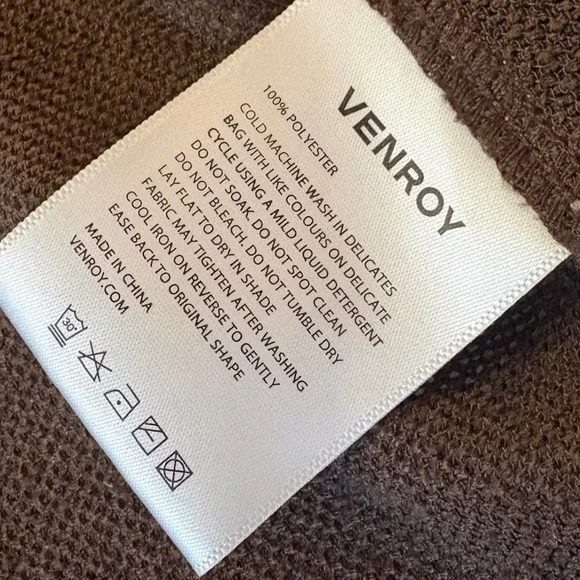 VENROY
100% POLYESTER
COLD MACHINE WASH IN DELICATES
BAG WITH LIKE COLOURS ON DELICATE
CYCLE USING A MILD LIQUID DETERGENT
DO NOT SOAK. DO NOT SPOT CLEAN
DO NOT BLEACH. DO NOT TUMBLE DRY
LAY FLAT TO DRY IN SHADE
FABRIC MAY TIGHTEN AFTER WASHING
COOL IRON ON REVERSE TO GENTLY
EASE BACK TO ORIGINAL SHAPE
MADE IN CHINA
VENROY.COM
30°